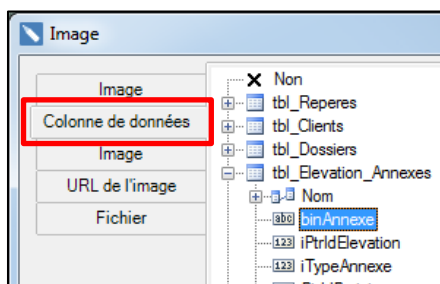 Image
Image
Colonne de données
Image
URL de l'image
Fichier
Non
tbl_Reperes
tbl_Clients
tbl_Dossiers
tbl_Elevation_Annexes
Nom
abc binAnnexe
123 iPtrIdElevation
123 iTypeAnnexe